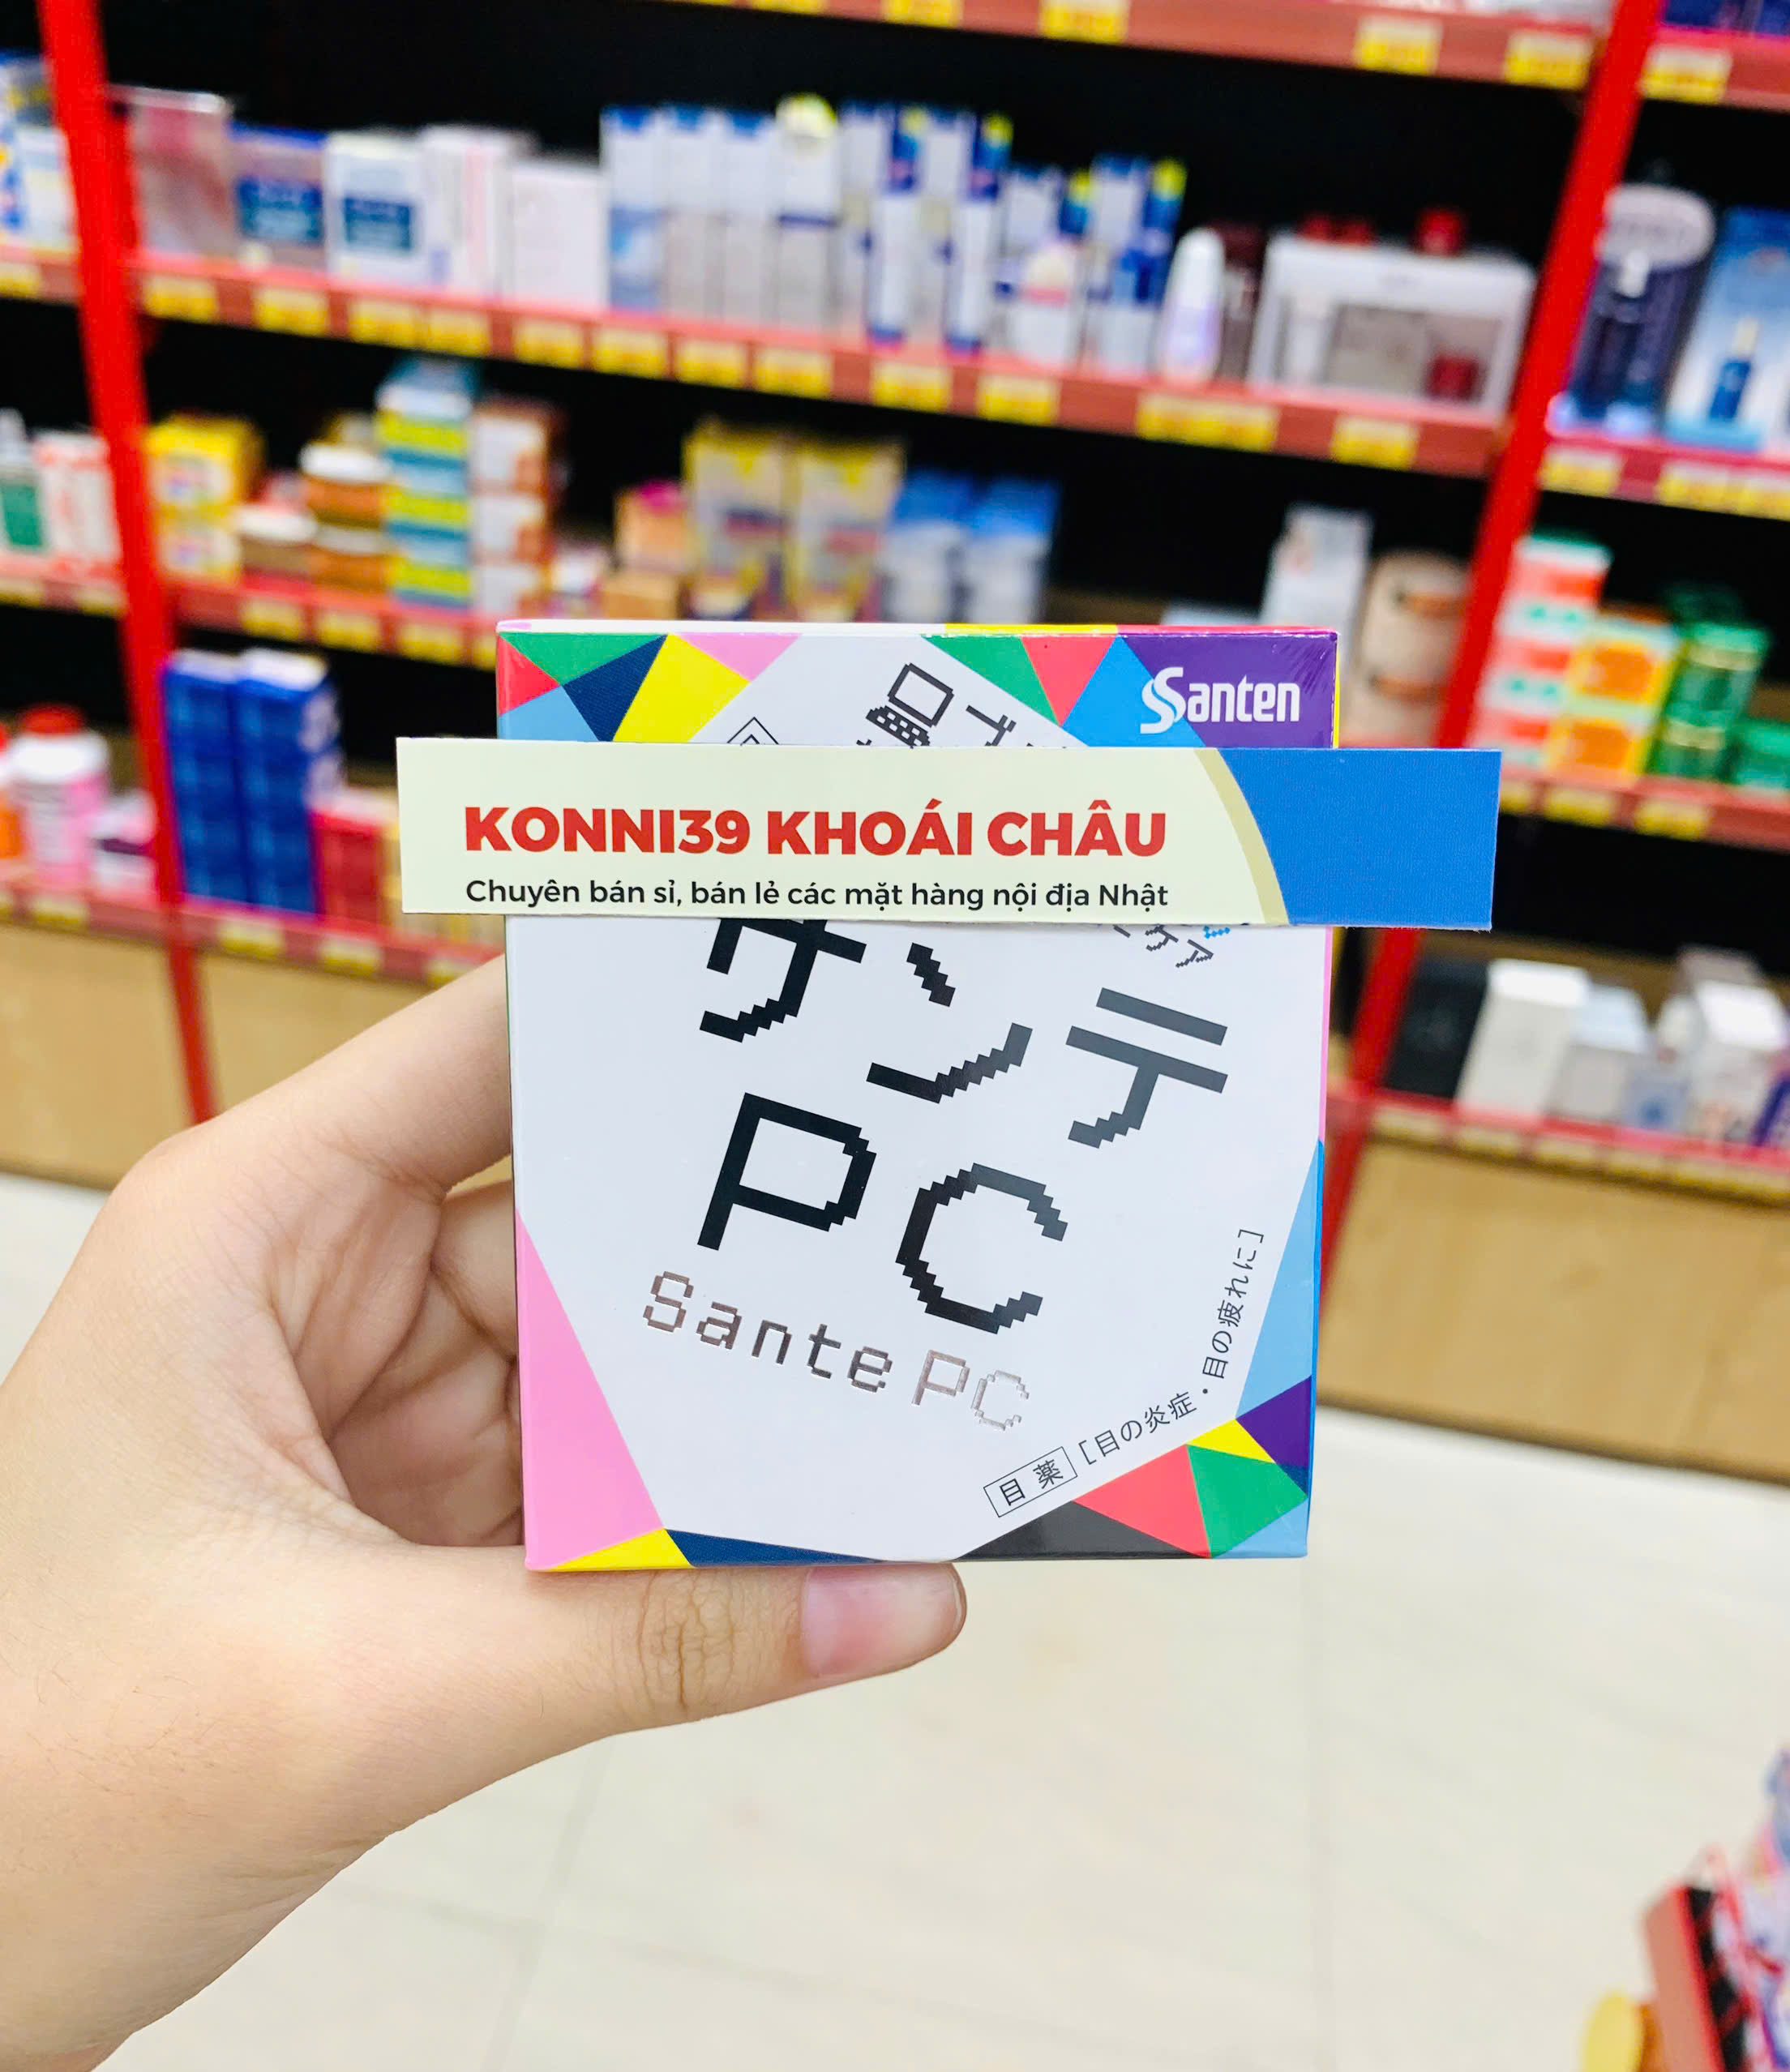 Santen
KONNI39 KHOÁI CHÂU
Chuyên bán sỉ, bán lẻ các mặt hàng nội địa Nhật
サンテ
PC
Sante PC
目薬 [目の炎症・目の疲れに]